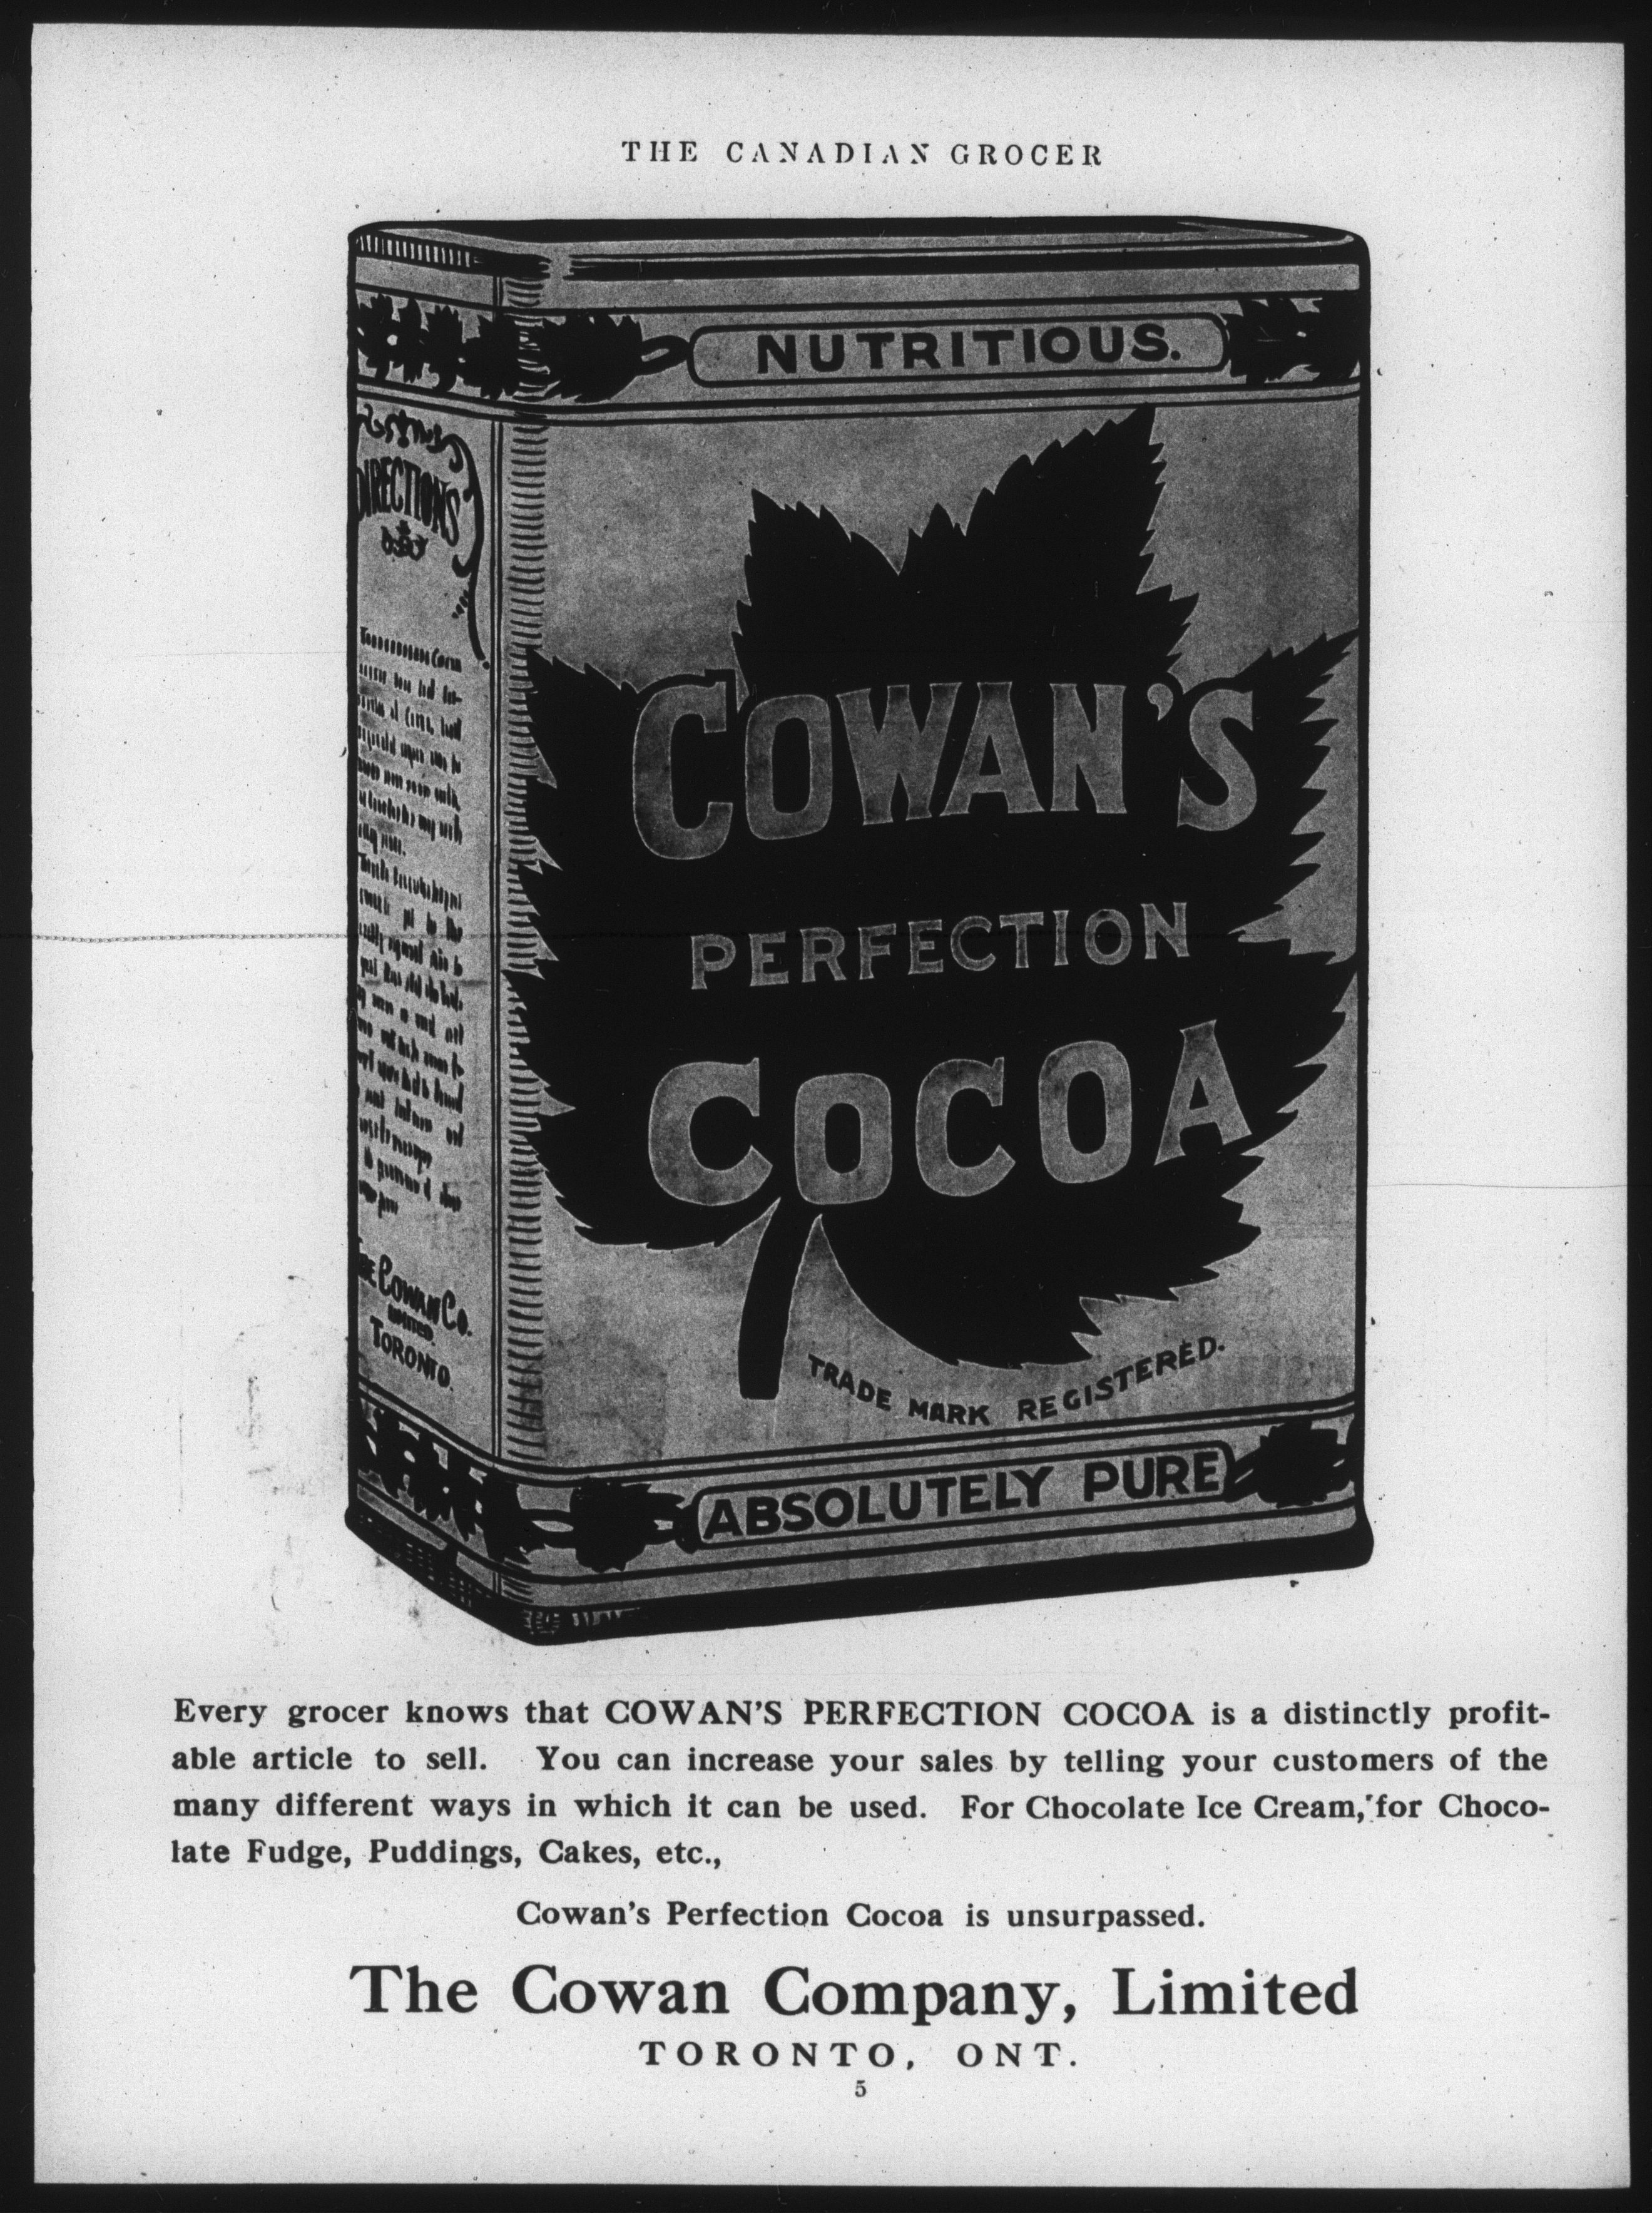 THE CANADIAN GROCER
NUTRITIOUS.
DIRECTIONS
COWAN'S
PERFECTION
COCOA
THE COWAN CO.
LIMITED.
TORONTO.
TRADE MARK REGISTERED.
ABSOLUTELY PURE
Every grocer knows that COWAN'S PERFECTION COCOA is a distinctly profit-
able article to sell. You can increase your sales by telling your customers of the
many different ways in which it can be used. For Chocolate Ice Cream, for Choco-
late Fudge, Puddings, Cakes, etc.,
Cowan's Perfection Cocoa is unsurpassed.
The Cowan Company, Limited
TORONTO, ONT.
5